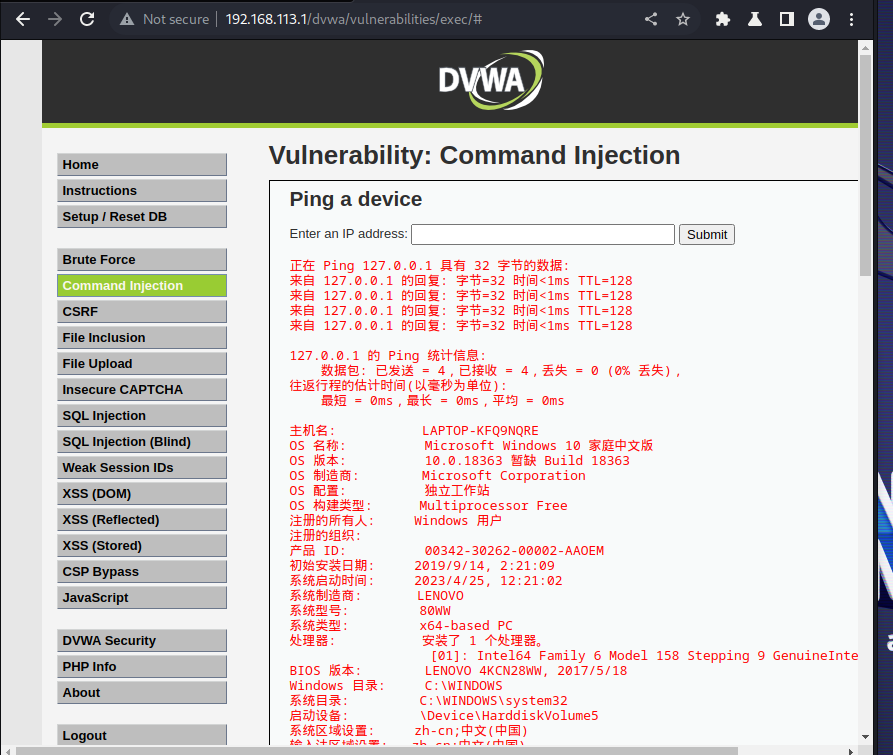 Not secure 192.168.113.1/dvwa/vulnerabilities/exec/#
DVWA
Home
Instructions
Setup / Reset DB
Brute Force
Command Injection
CSRF
File Inclusion
File Upload
Insecure CAPTCHA
SQL Injection
SQL Injection (Blind)
Weak Session IDs
XSS (DOM)
XSS (Reflected)
XSS (Stored)
CSP Bypass
JavaScript
DVWA Security
PHP Info
About
Logout
Vulnerability: Command Injection
Ping a device
Enter an IP address: Submit
正在 Ping 127.0.0.1 具有 32 字节的数据:
来自 127.0.0.1 的回复: 字节=32 时间<1ms TTL=128
来自 127.0.0.1 的回复: 字节=32 时间<1ms TTL=128
来自 127.0.0.1 的回复: 字节=32 时间<1ms TTL=128
来自 127.0.0.1 的回复: 字节=32 时间<1ms TTL=128
127.0.0.1 的 Ping 统计信息:
数据包: 已发送 = 4，已接收 = 4，丢失 = 0 (0% 丢失)，
往返行程的估计时间(以毫秒为单位):
最短 = 0ms，最长 = 0ms，平均 = 0ms
主机名: LAPTOP-KFQ9NQRE
OS 名称: Microsoft Windows 10 家庭中文版
OS 版本: 10.0.18363 暂缺 Build 18363
OS 制造商: Microsoft Corporation
OS 配置: 独立工作站
OS 构建类型: Multiprocessor Free
注册的所有人: Windows 用户
注册的组织:
产品 ID: 00342-30262-00002-AAOEM
初始安装日期: 2019/9/14, 2:21:09
系统启动时间: 2023/4/25, 12:21:02
系统制造商: LENOVO
系统型号: 80WW
系统类型: x64-based PC
处理器: 安装了 1 个处理器。
[01]: Intel64 Family 6 Model 158 Stepping 9 GenuineInte
BIOS 版本: LENOVO 4KCN28WW, 2017/5/18
Windows 目录: C:\WINDOWS
系统目录: C:\WINDOWS\system32
启动设备: \Device\HarddiskVolume5
系统区域设置: zh-cn;中文(中国)
输入法区域设置: zh-cn;中文(中国)